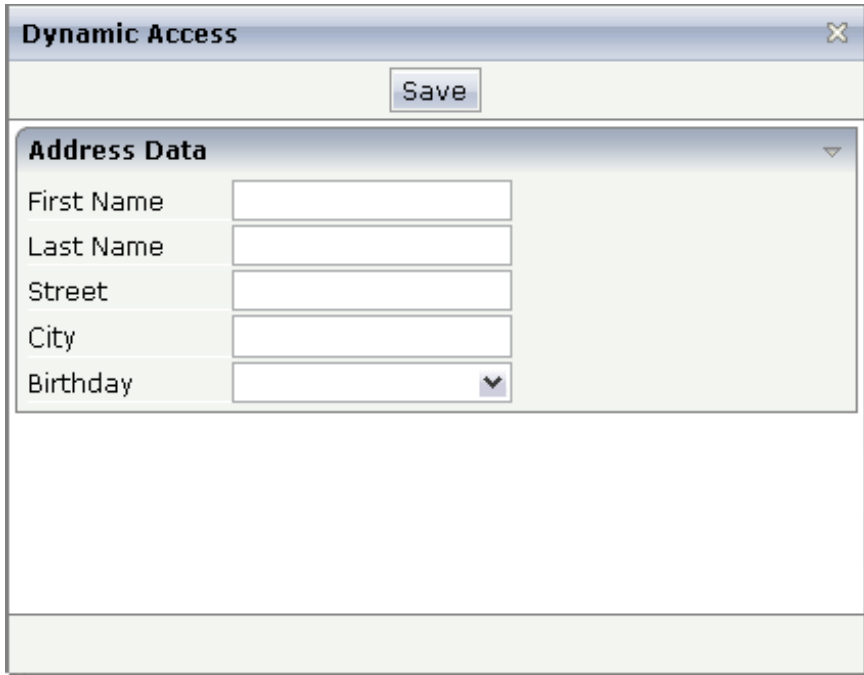 Dynamic Access
Save
Address Data
First Name
Last Name
Street
City
Birthday